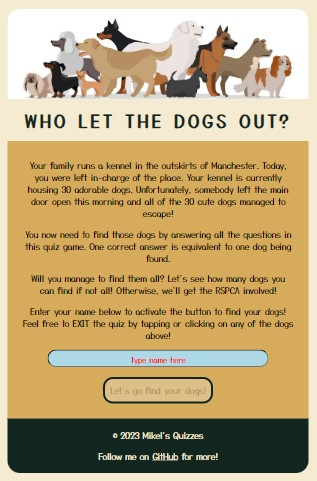 WHO LET THE DOGS OUT?
Your family runs a kennel in the outskirts of Manchester. Today,
you were left in-charge of the place. Your kennel is currently
housing 30 adorable dogs. Unfortunately, somebody left the main
door open this morning and all of the 30 cute dogs managed to
escape!
You now need to find those dogs by answering all the questions in
this quiz game. One correct answer is equivalent to one dog being
found.
Will you manage to find them all? Let's see how many dogs you
can find if not all! Otherwise, we'll get the RSPCA involved!
Enter your name below to activate the button to find your dogs!
Feel free to EXIT the quiz by tapping or clicking on any of the dogs
above!
Type name here
Let's go find your dogs!
© 2023 Mikel's Quizzes
Follow me on GitHub for more!